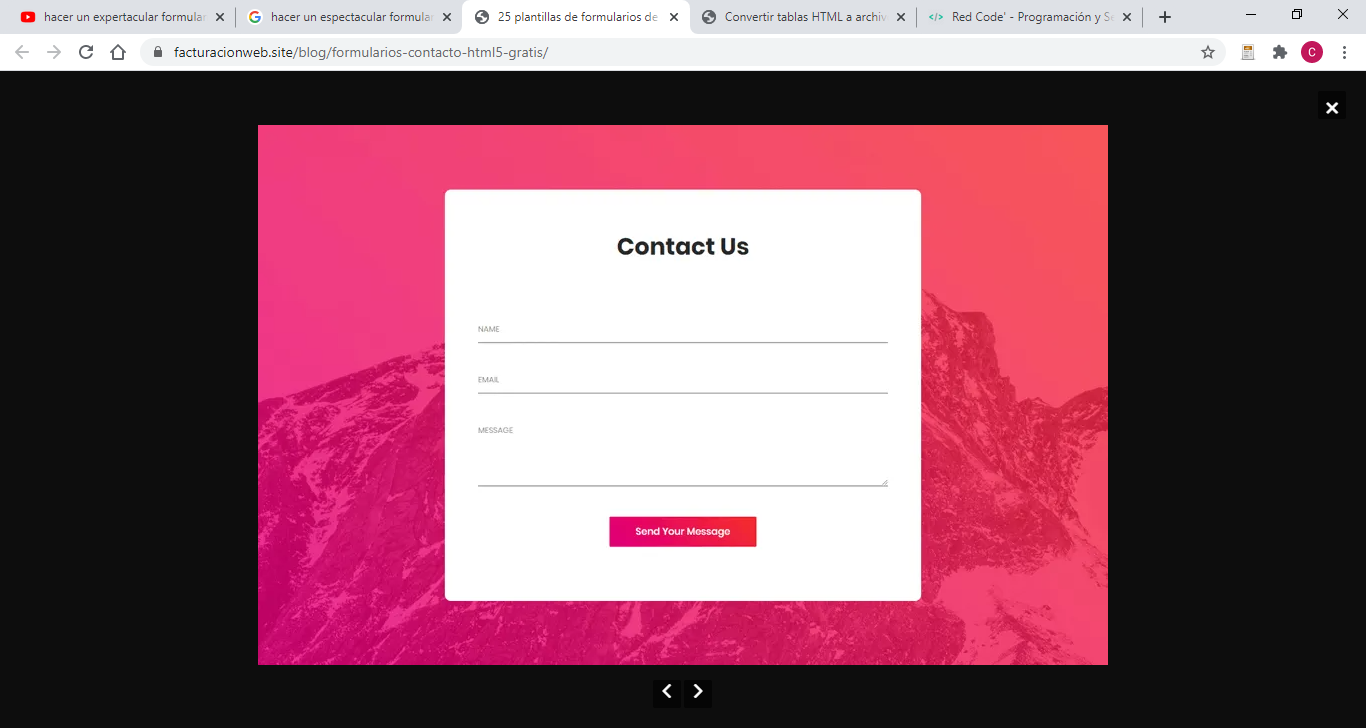 hacer un expertacular formular
hacer un espectacular formular
25 plantillas de formularios de
Convertir tablas HTML a archiv
Red Code' - Programación y Se
facturacionweb.site/blog/formularios-contacto-html5-gratis/
C
Contact Us
NAME
EMAIL
MESSAGE
Send Your Message